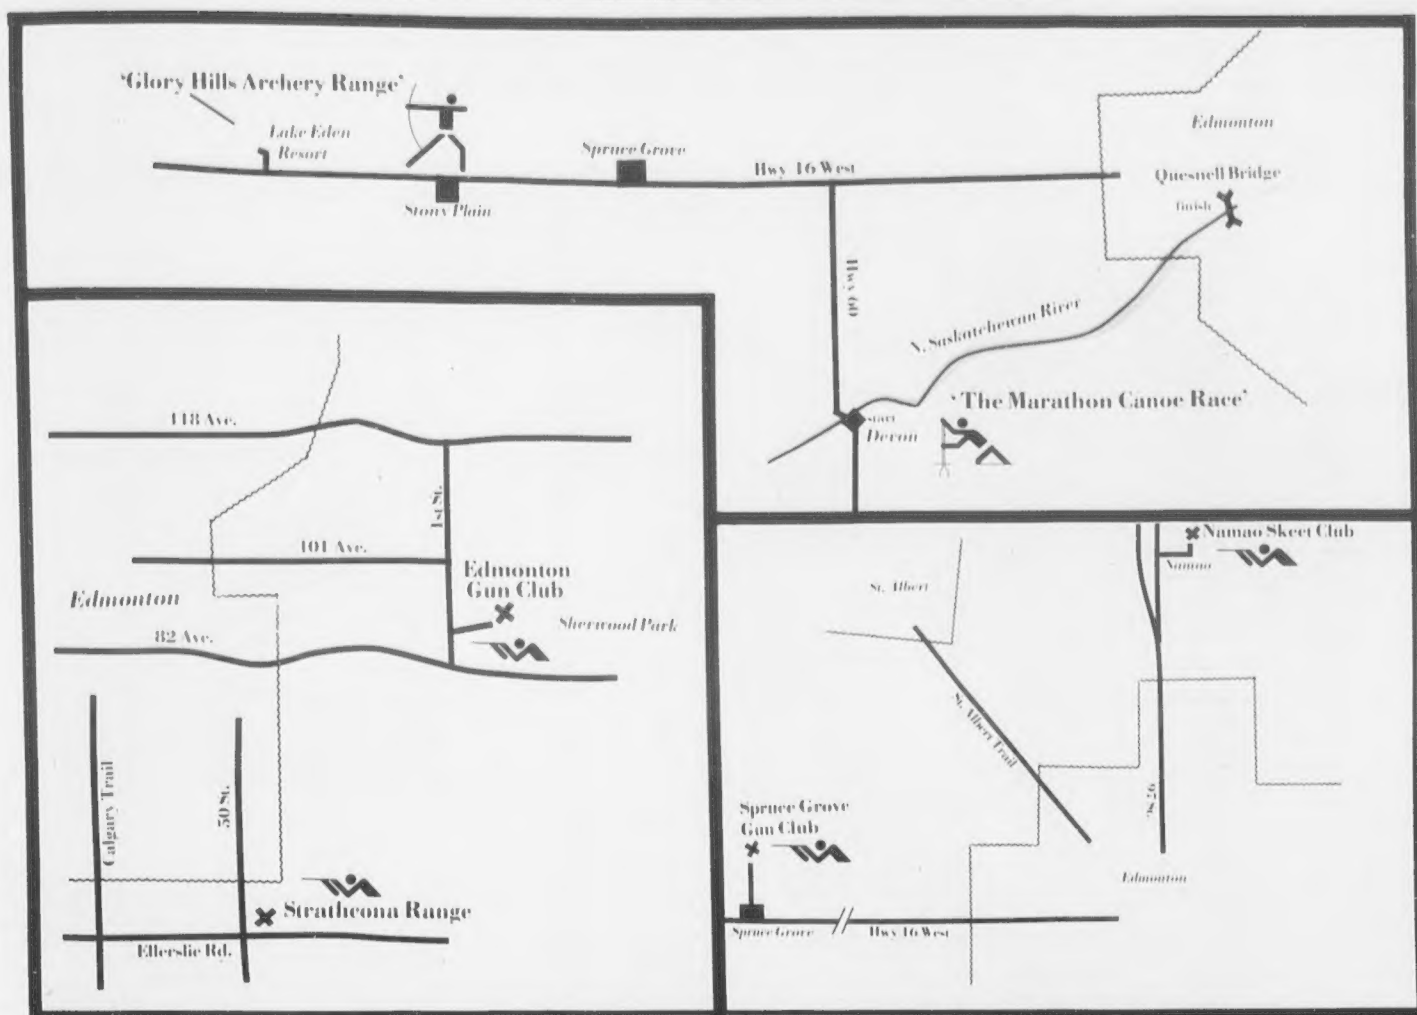 'Glory Hills Archery Range'
Lake Eden
Resort
Stony Plain
Spruce Grove
Hwy 16 West
Edmonton
Quesnell Bridge
finish
Hwy 60
N. Saskatchewan River
'The Marathon Canoe Race'
start
Devon
118 Ave.
1st St.
101 Ave.
Edmonton
Gun Club
Edmonton
Sherwood Park
82 Ave.
Calgary Trail
50 St.
Strathcona Range
Ellerslie Rd.
Namao Skeet Club
Namao
St. Albert
St. Albert Trail
97 St.
Spruce Grove
Gun Club
Edmonton
Spruce Grove
Hwy 16 West